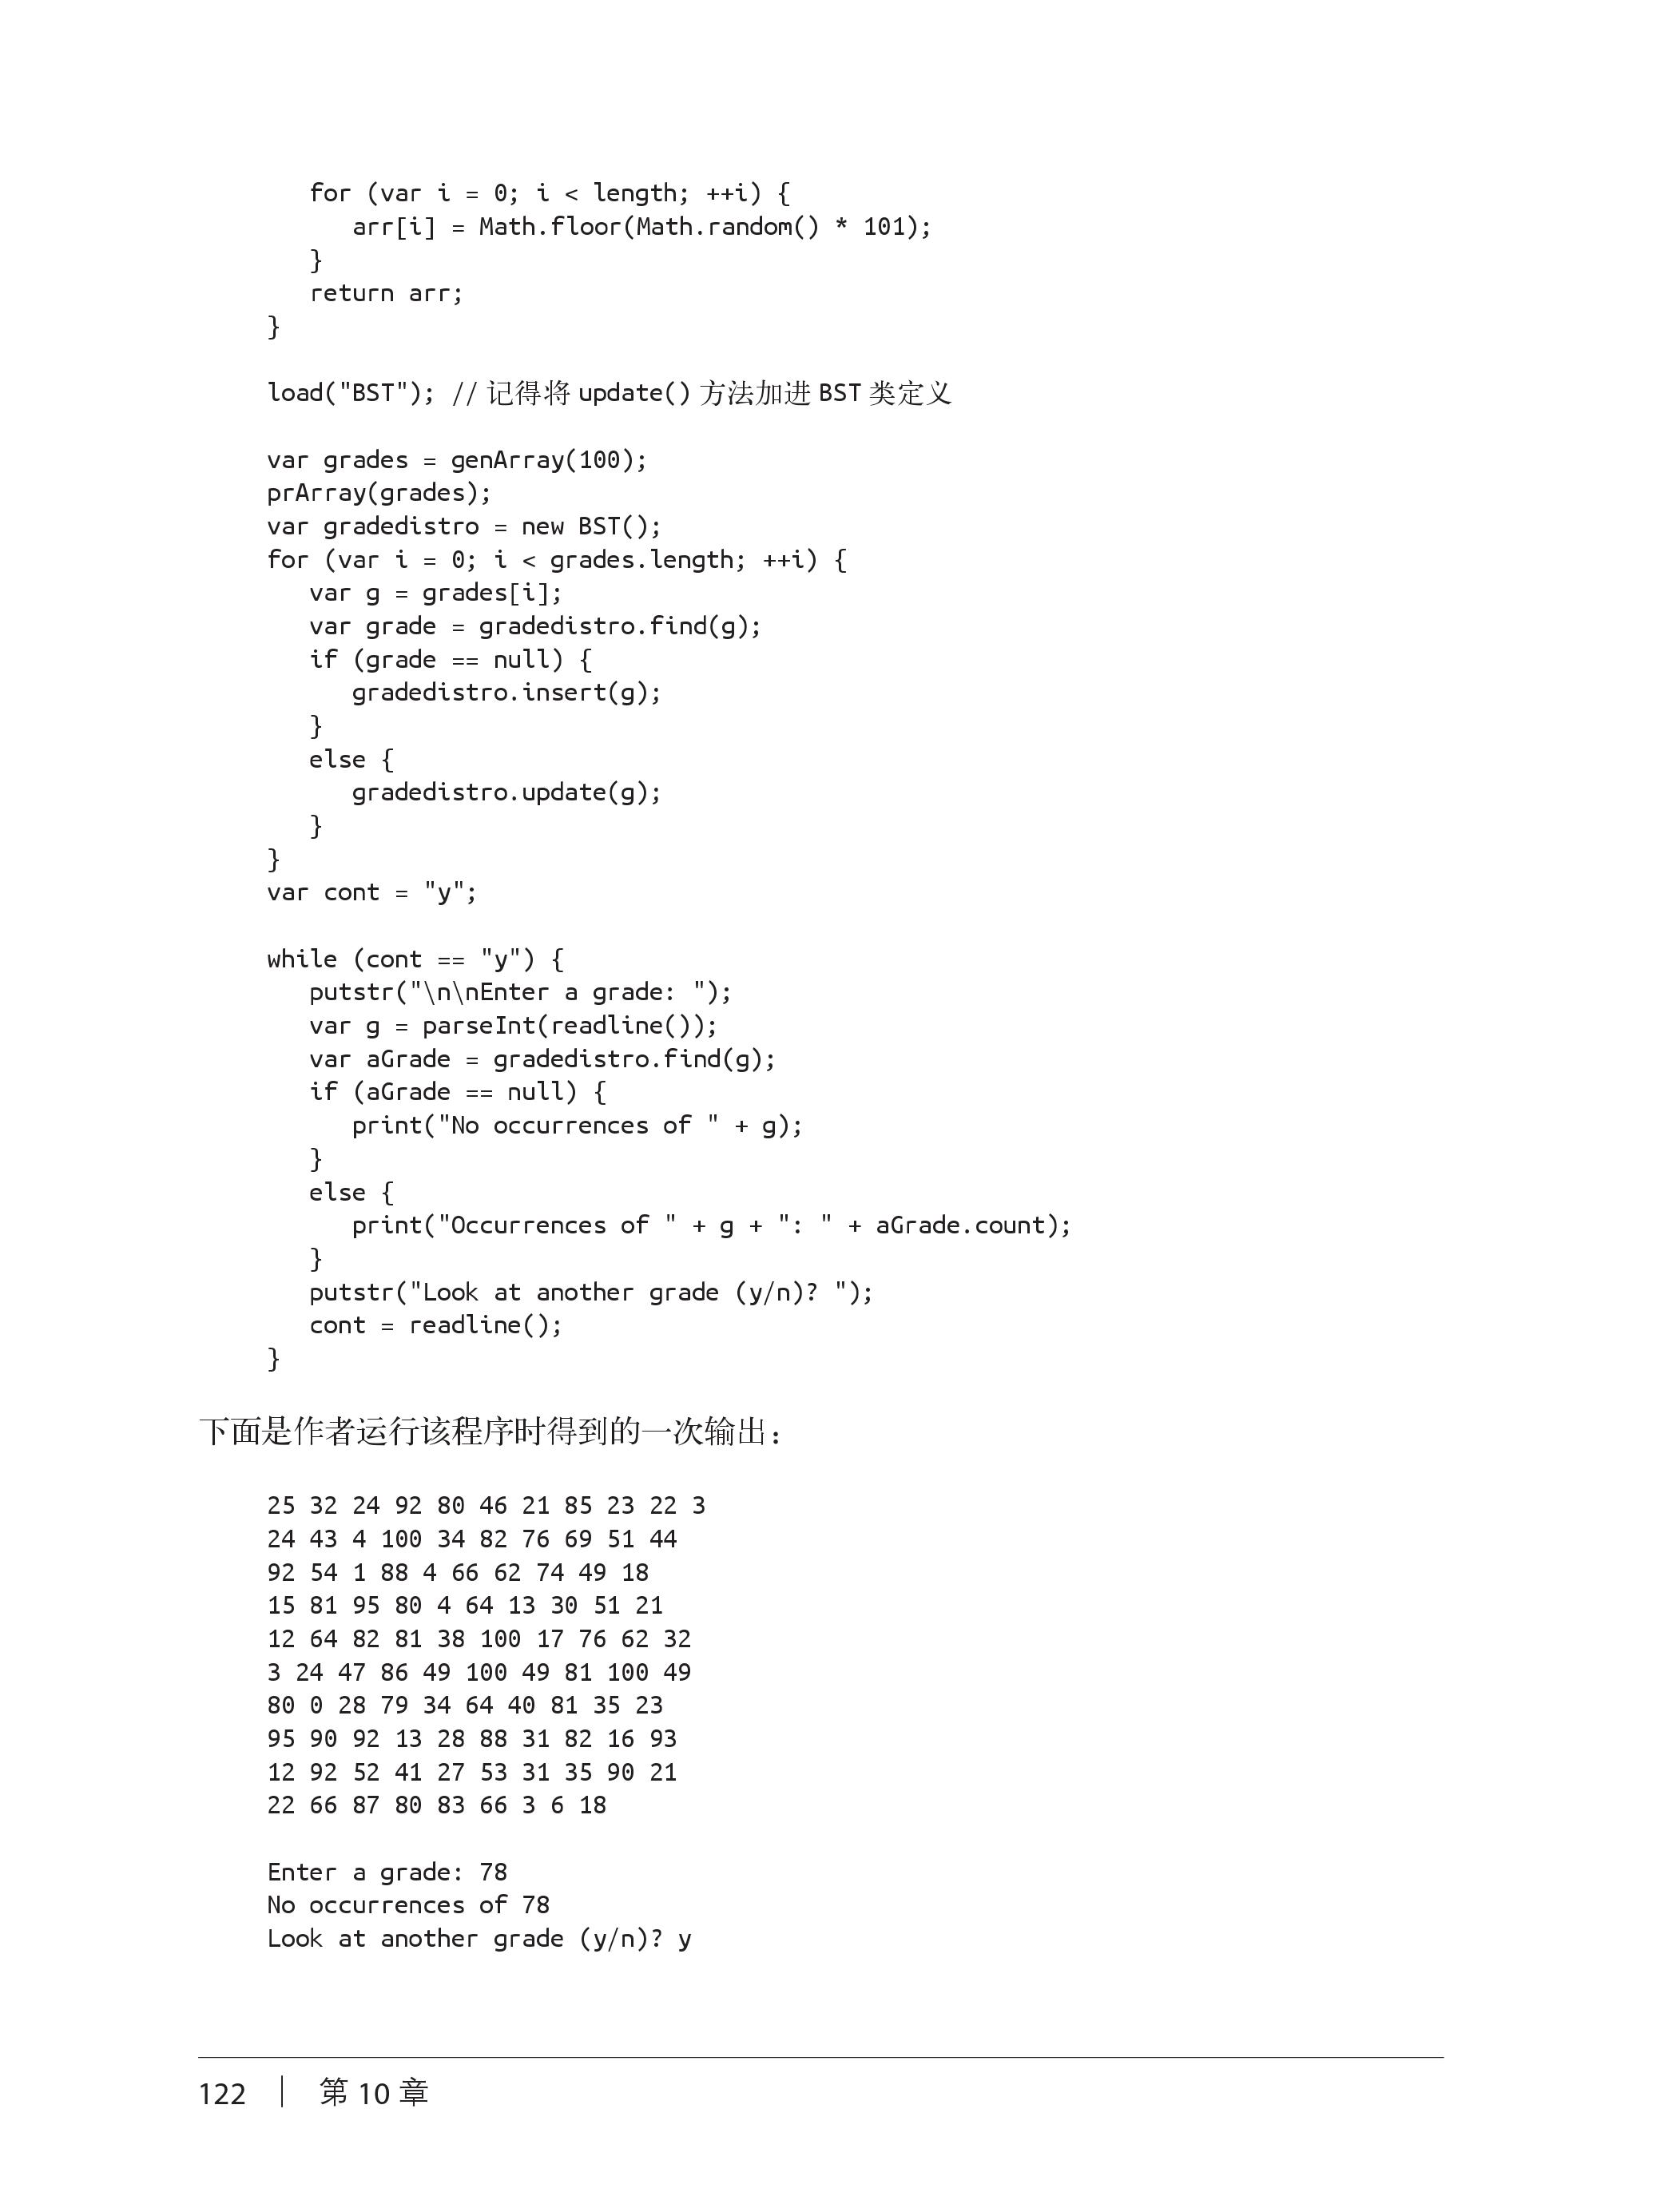 for (var i = 0; i < length; ++i) {
arr[i] = Math.floor(Math.random() * 101);
}
return arr;
}
load("BST"); // 记得将 update() 方法加进 BST 类定义
var grades = genArray(100);
prArray(grades);
var gradedistro = new BST();
for (var i = 0; i < grades.length; ++i) {
var g = grades[i];
var grade = gradedistro.find(g);
if (grade == null) {
gradedistro.insert(g);
}
else {
gradedistro.update(g);
}
}
var cont = "y";
while (cont == "y") {
putstr("\n\nEnter a grade: ");
var g = parseInt(readline());
var aGrade = gradedistro.find(g);
if (aGrade == null) {
print("No occurrences of " + g);
}
else {
print("Occurrences of " + g + ": " + aGrade.count);
}
putstr("Look at another grade (y/n)? ");
cont = readline();
}
下面是作者运行该程序时得到的一次输出：
25 32 24 92 80 46 21 85 23 22 3
24 43 4 100 34 82 76 69 51 44
92 54 1 88 4 66 62 74 49 18
15 81 95 80 4 64 13 30 51 21
12 64 82 81 38 100 17 76 62 32
3 24 47 86 49 100 49 81 100 49
80 0 28 79 34 64 40 81 35 23
95 90 92 13 28 88 31 82 16 93
12 92 52 41 27 53 31 35 90 21
22 66 87 80 83 66 3 6 18
Enter a grade: 78
No occurrences of 78
Look at another grade (y/n)? y
122 | 第 10 章